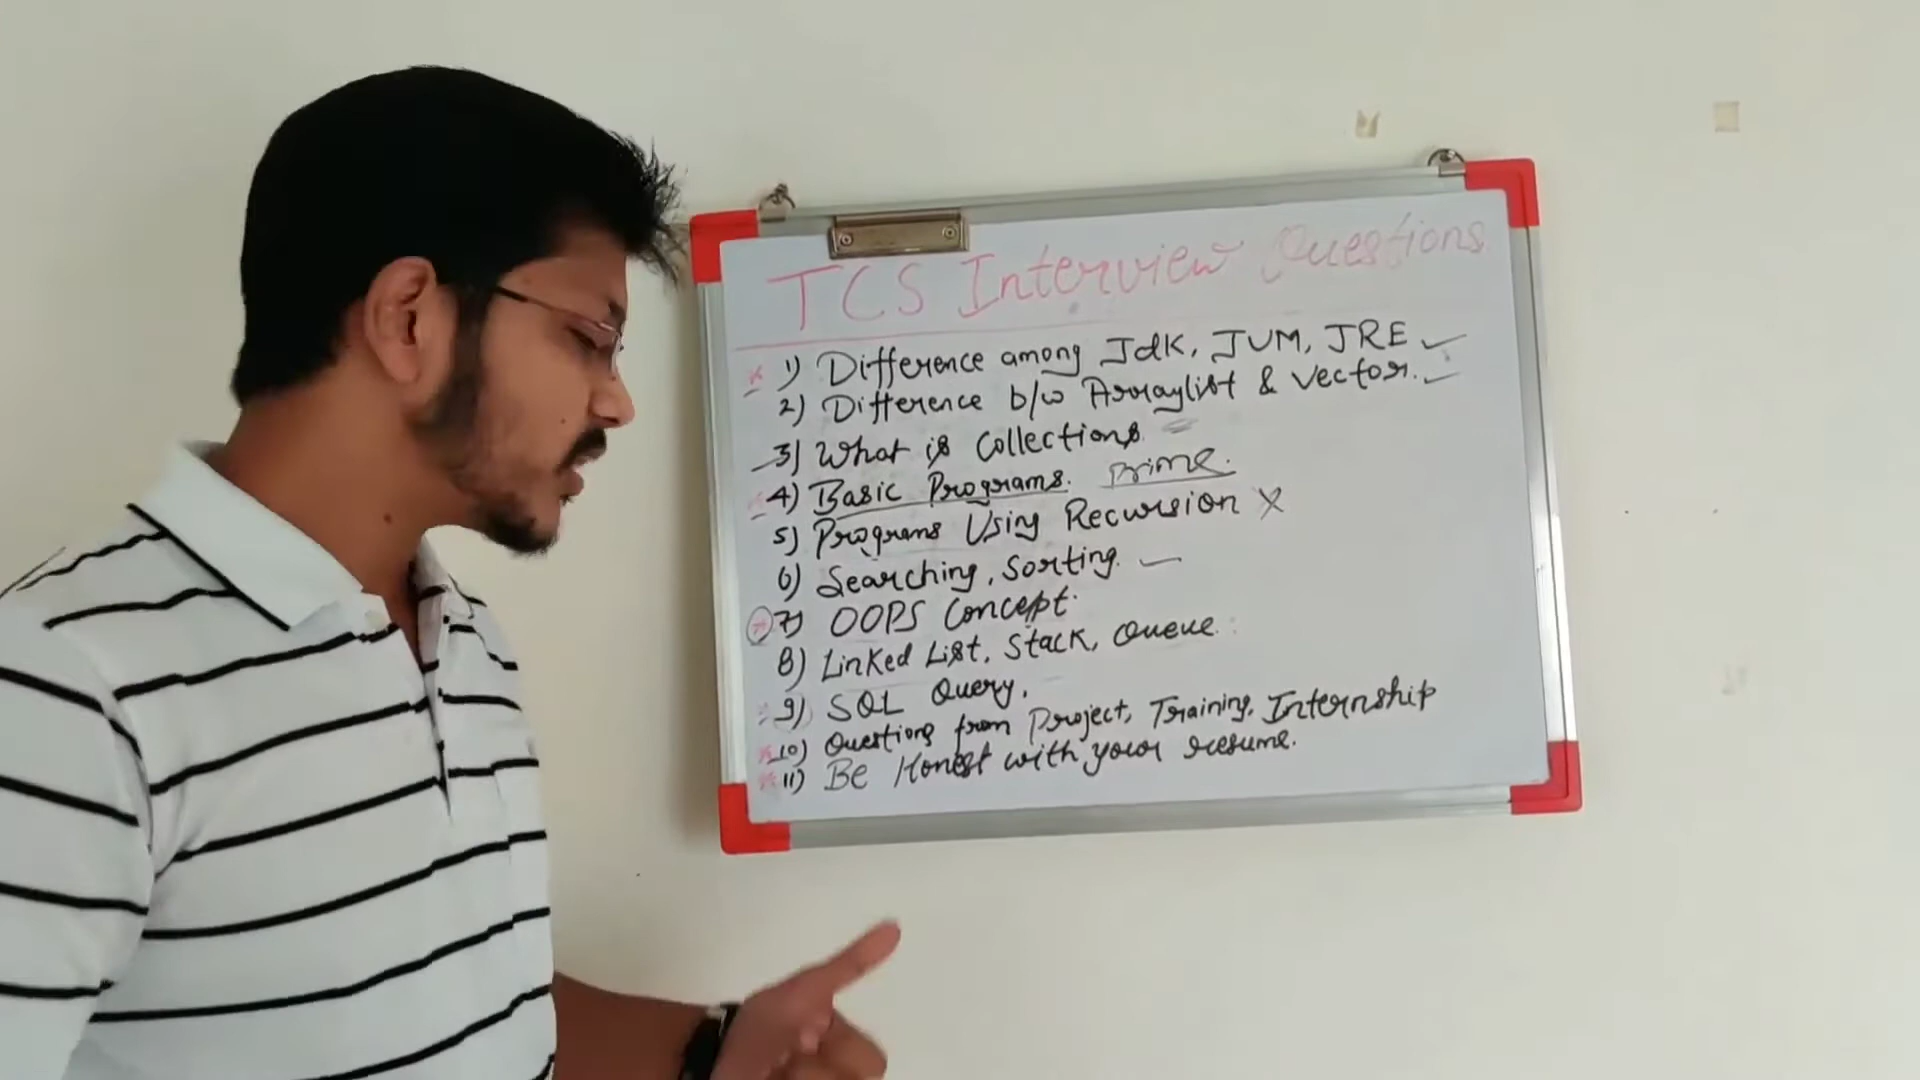 TCS Interview Questions
1) Difference among JdK, JVM, JRE
2) Difference b/w Arraylist & Vector.
3) What is Collections
4) Basic Programs. Prime.
5) Programs Using Recursion X
6) Searching, Sorting.
7) OOPS Concept.
8) Linked List, Stack, Queue.
9) SQL Query.
10) Questions from Project, Training, Internship
11) Be Honest with your resume.